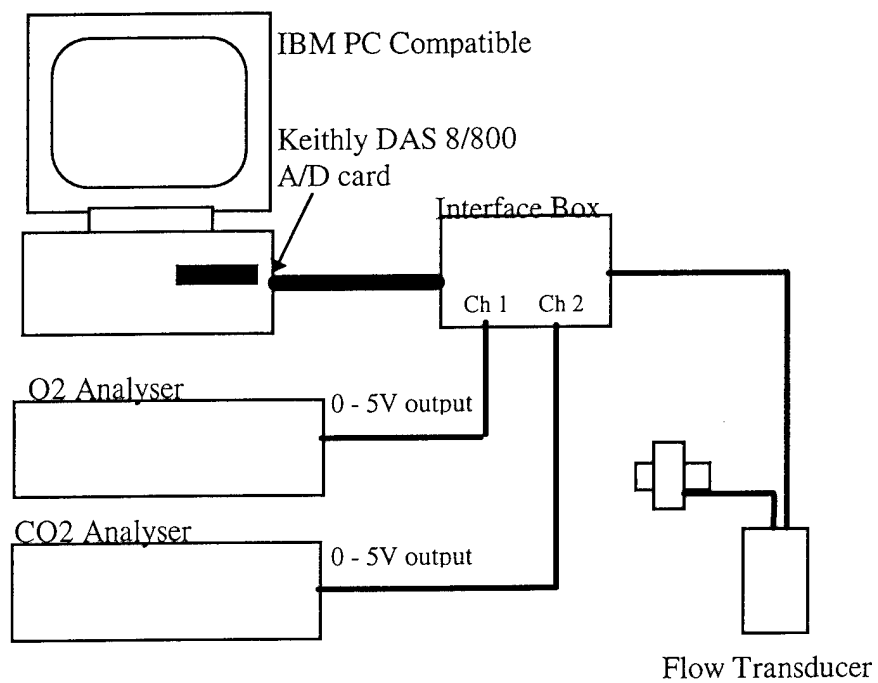 IBM PC Compatible
Keithly DAS 8/800
A/D card
Interface Box
Ch 1
Ch 2
O2 Analyser
0 - 5V output
CO2 Analyser
0 - 5V output
Flow Transducer